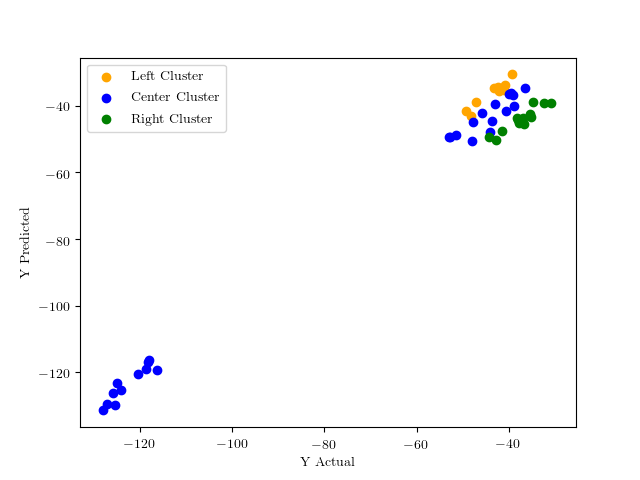 Left Cluster
Center Cluster
Right Cluster
−40
−60
−80
−100
−120
Y Predicted
−120
−100
−80
−60
−40
Y Actual